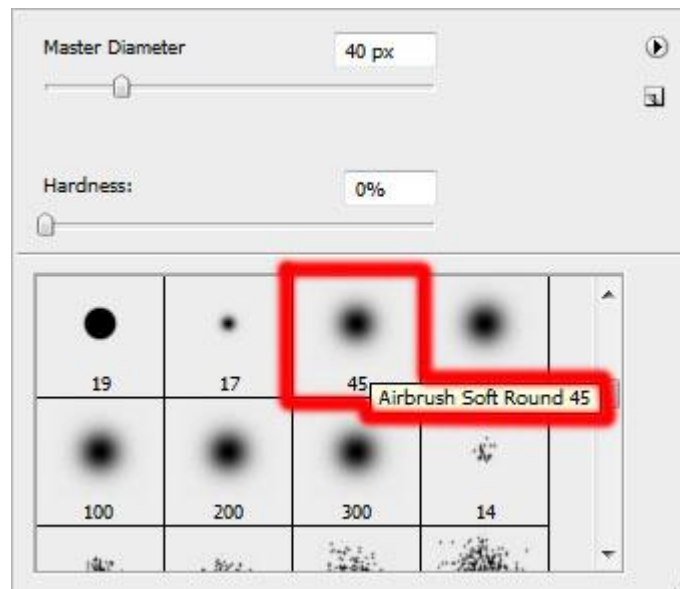 Master Diameter 40 px
Hardness: 0%
19 17 45
Airbrush Soft Round 45
100 200 300 14